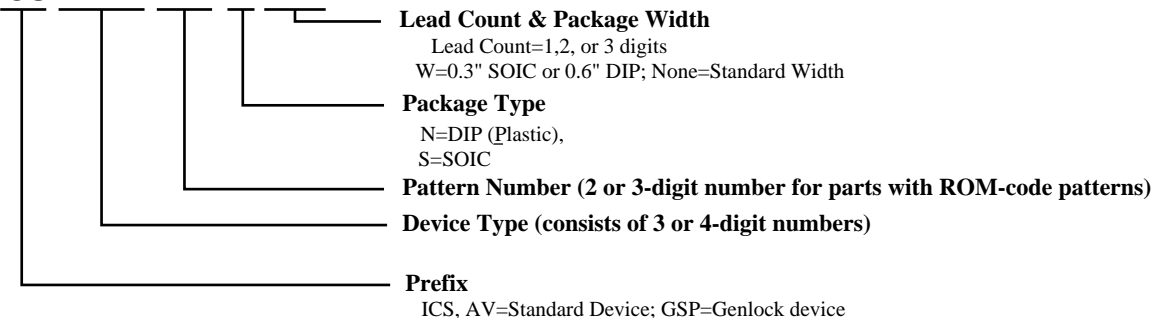 Lead Count & Package Width
Lead Count=1,2, or 3 digits
W=0.3" SOIC or 0.6" DIP; None=Standard Width
Package Type
N=DIP (Plastic),
S=SOIC
Pattern Number (2 or 3-digit number for parts with ROM-code patterns)
Device Type (consists of 3 or 4-digit numbers)
Prefix
ICS, AV=Standard Device; GSP=Genlock device